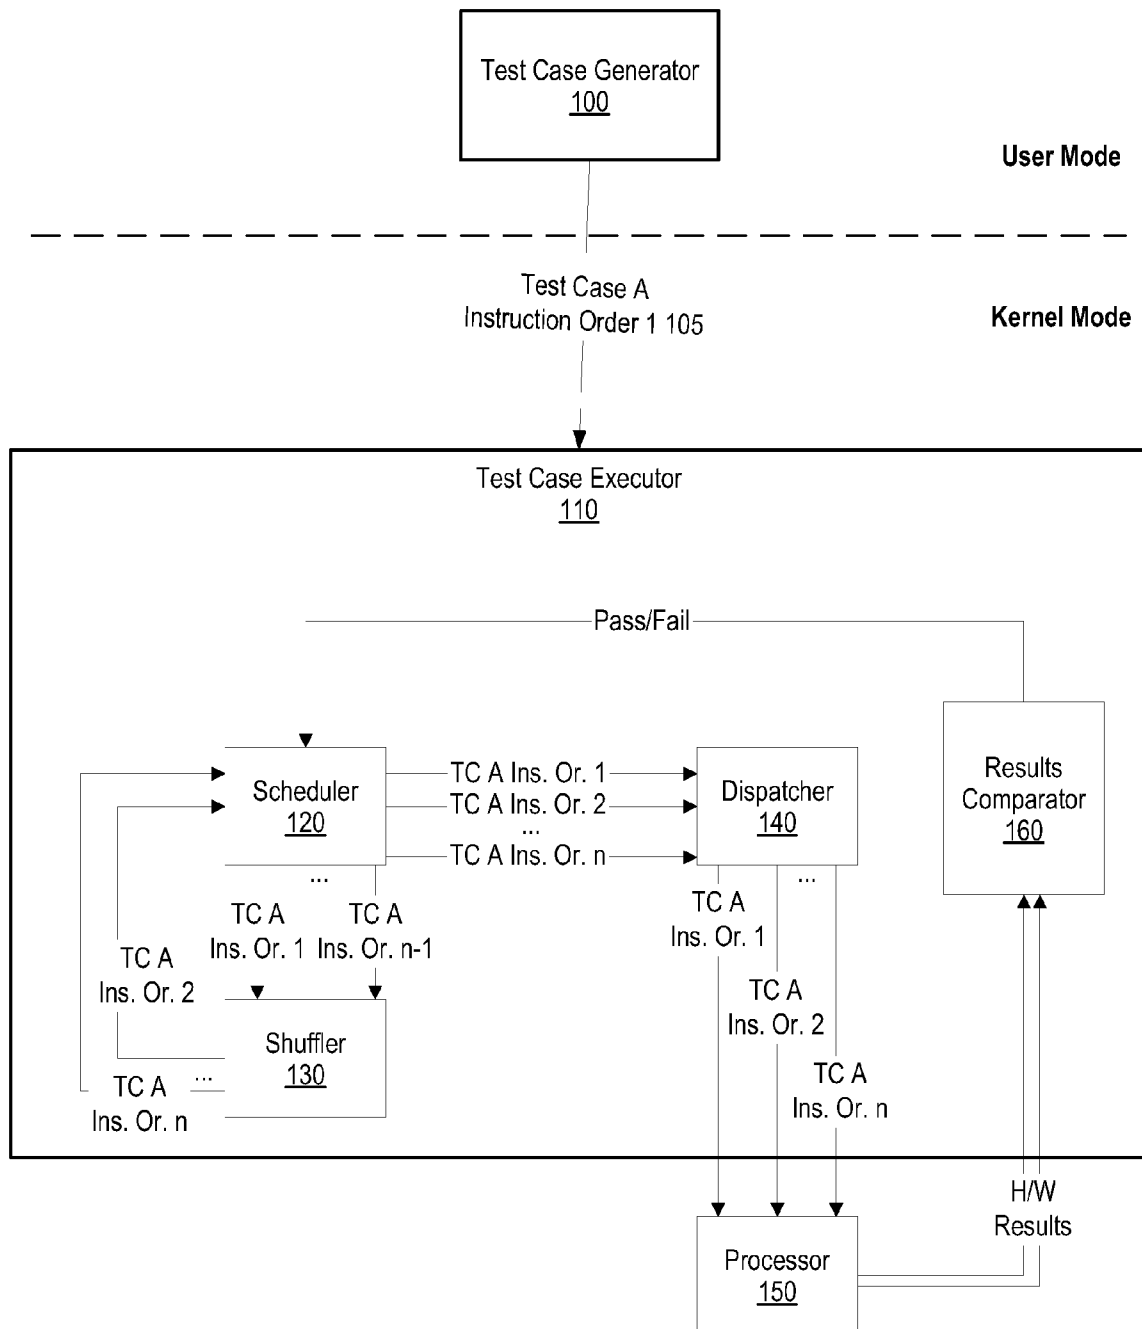 Test Case Generator
100
User Mode
Test Case A
Instruction Order 1 105
Kernel Mode
Test Case Executor
110
Pass/Fail
Scheduler
120
TC A Ins. Or. 1
TC A Ins. Or. 2
...
TC A Ins. Or. n
Dispatcher
140
Results
Comparator
160
...
TC A
Ins. Or. 1
TC A
Ins. Or. n-1
TC A
Ins. Or. 2
...
TC A
Ins. Or. n
Shuffler
130
...
TC A
Ins. Or. 1
TC A
Ins. Or. 2
TC A
Ins. Or. n
H/W
Results
Processor
150